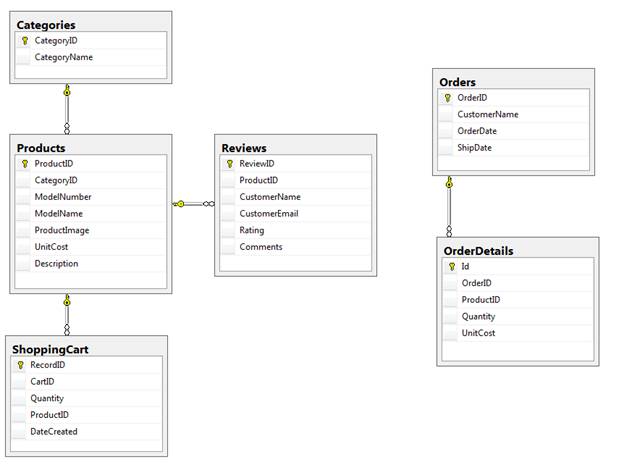 Categories
CategoryID
CategoryName
Products
ProductID
CategoryID
ModelNumber
ModelName
ProductImage
UnitCost
Description
Reviews
ReviewID
ProductID
CustomerName
CustomerEmail
Rating
Comments
ShoppingCart
RecordID
CartID
Quantity
ProductID
DateCreated
Orders
OrderID
CustomerName
OrderDate
ShipDate
OrderDetails
Id
OrderID
ProductID
Quantity
UnitCost